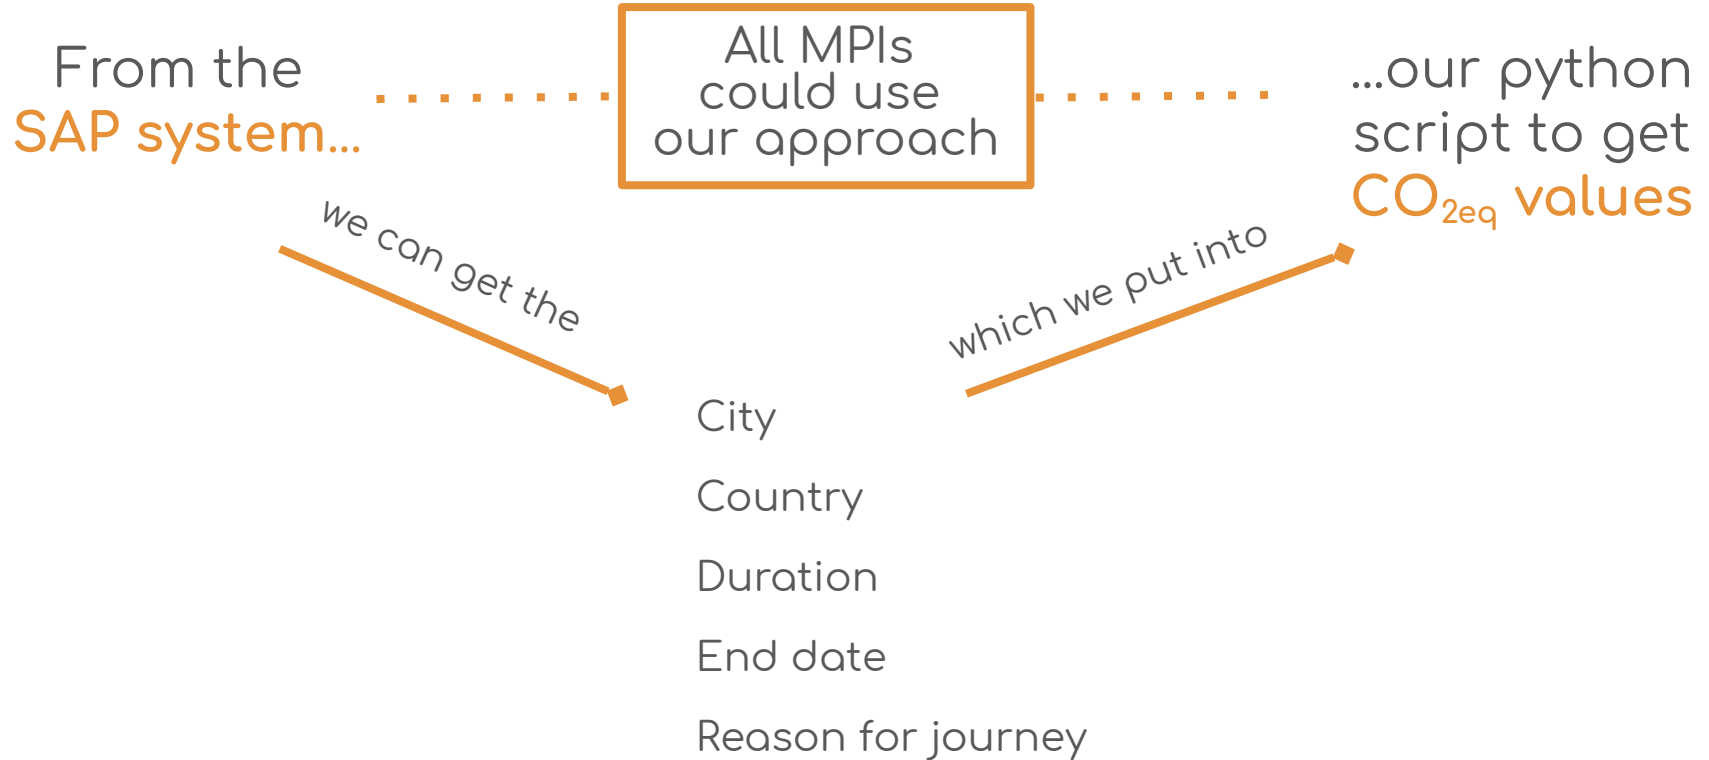 From the
SAP system...
we can get the
All MPIs
could use
our approach
City
Country
Duration
End date
Reason for journey
which we put into
...our python
script to get
CO2eq values